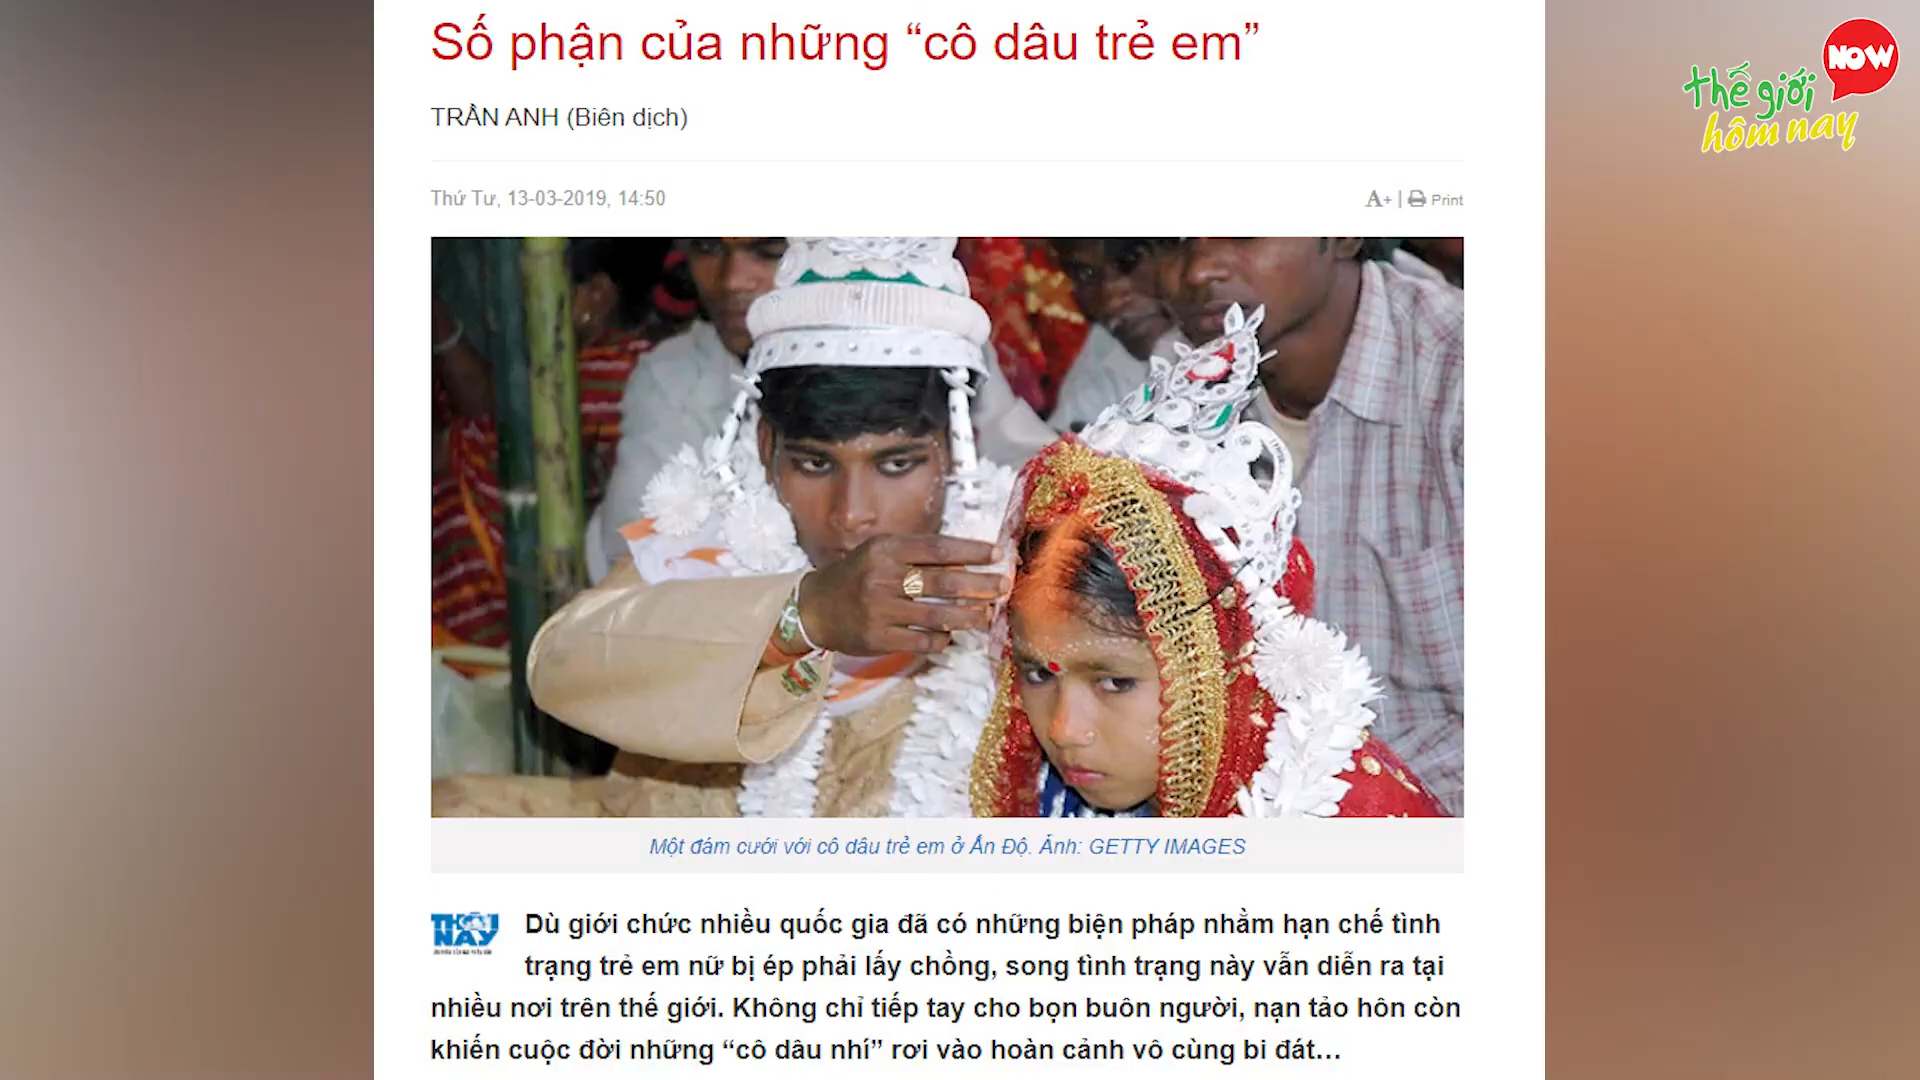 Số phận của những “cô dâu trẻ em”
NOW
thế giới
hôm nay
TRẦN ANH (Biên dịch)
Thứ Tư, 13-03-2019, 14:50
A+ | Print
Một đám cưới với cô dâu trẻ em ở Ấn Độ. Ảnh: GETTY IMAGES
THỜI NAY
Dù giới chức nhiều quốc gia đã có những biện pháp nhằm hạn chế tình
trạng trẻ em nữ bị ép phải lấy chồng, song tình trạng này vẫn diễn ra tại
nhiều nơi trên thế giới. Không chỉ tiếp tay cho bọn buôn người, nạn tảo hôn còn
khiến cuộc đời những “cô dâu nhí” rơi vào hoàn cảnh vô cùng bi đát…